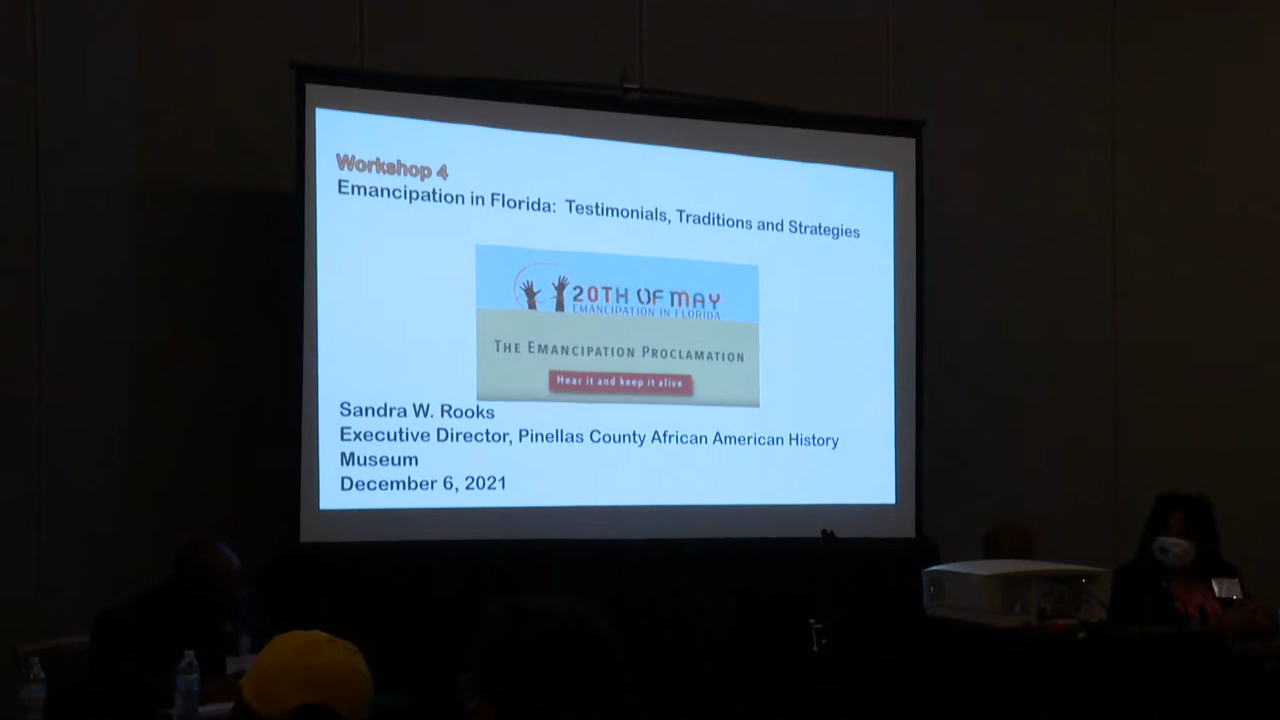 Workshop 4
Emancipation in Florida: Testimonials, Traditions and Strategies
20TH OF MAY
EMANCIPATION IN FLORIDA
THE EMANCIPATION PROCLAMATION
Hear it and keep it alive
Sandra W. Rooks
Executive Director, Pinellas County African American History
Museum
December 6, 2021